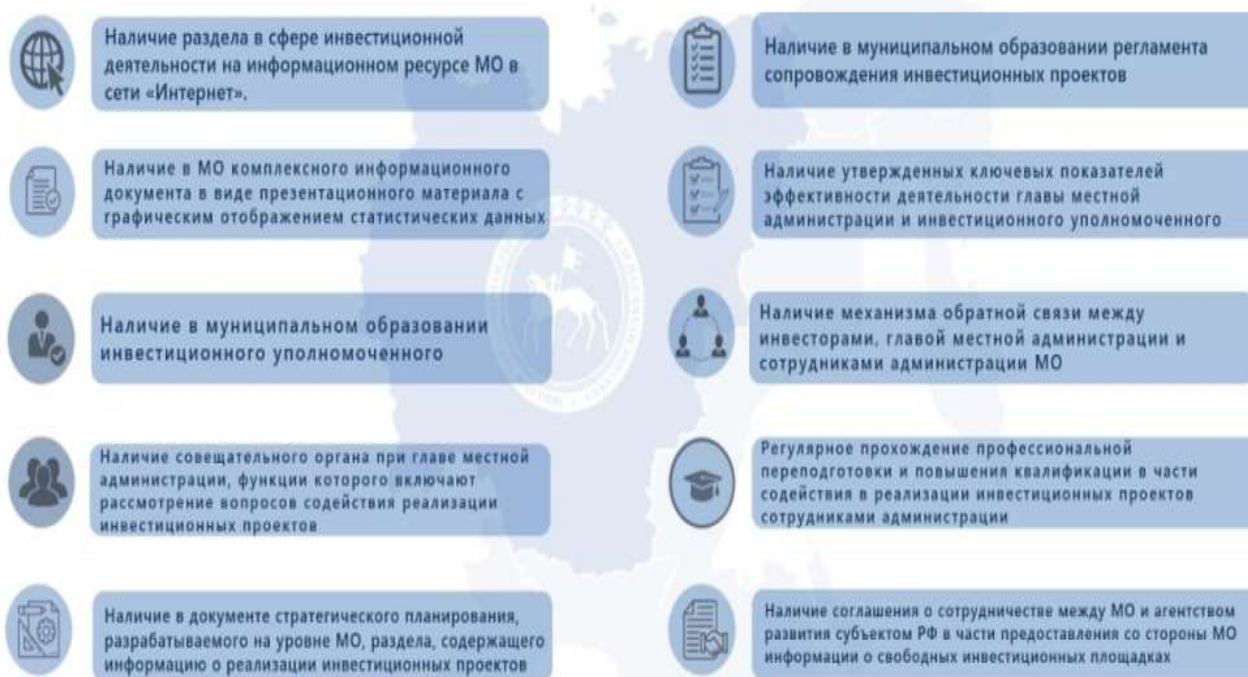 Наличие раздела в сфере инвестиционной
деятельности на информационном ресурсе МО в
сети «Интернет».
Наличие в МО комплексного информационного
документа в виде презентационного материала с
графическим отображением статистических данных
Наличие в муниципальном образовании
инвестиционного уполномоченного
Наличие совещательного органа при главе местной
администрации, функции которого включают
рассмотрение вопросов содействия реализации
инвестиционных проектов
Наличие в документе стратегического планирования,
разрабатываемого на уровне МО, раздела, содержащего
информацию о реализации инвестиционных проектов
Наличие в муниципальном образовании регламента
сопровождения инвестиционных проектов
Наличие утвержденных ключевых показателей
эффективности деятельности главы местной
администрации и инвестиционного уполномоченного
Наличие механизма обратной связи между
инвесторами, главой местной администрации и
сотрудниками администрации МО
Регулярное прохождение профессиональной
переподготовки и повышения квалификации в части
содействия в реализации инвестиционных проектов
сотрудниками администрации
Наличие соглашения о сотрудничестве между МО и агентством
развития субъектом РФ в части предоставления со стороны МО
информации о свободных инвестиционных площадках